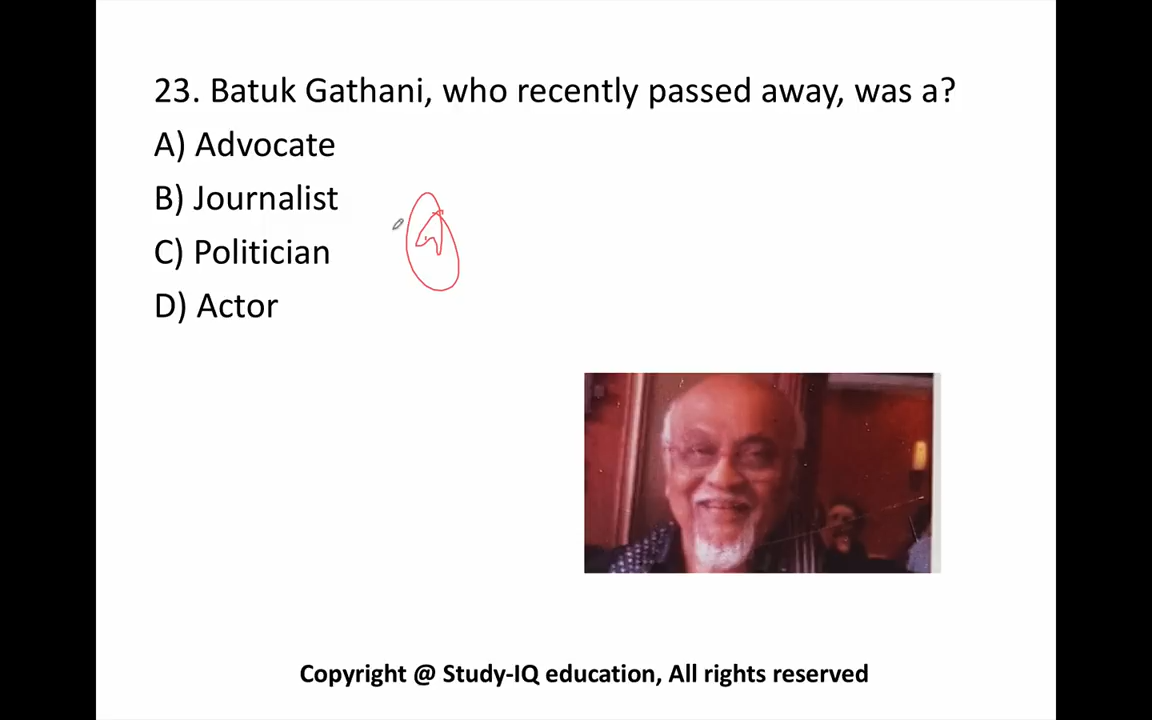 23. Batuk Gathani, who recently passed away, was a?
A) Advocate
B) Journalist
C) Politician
D) Actor
Copyright @ Study-IQ education, All rights reserved